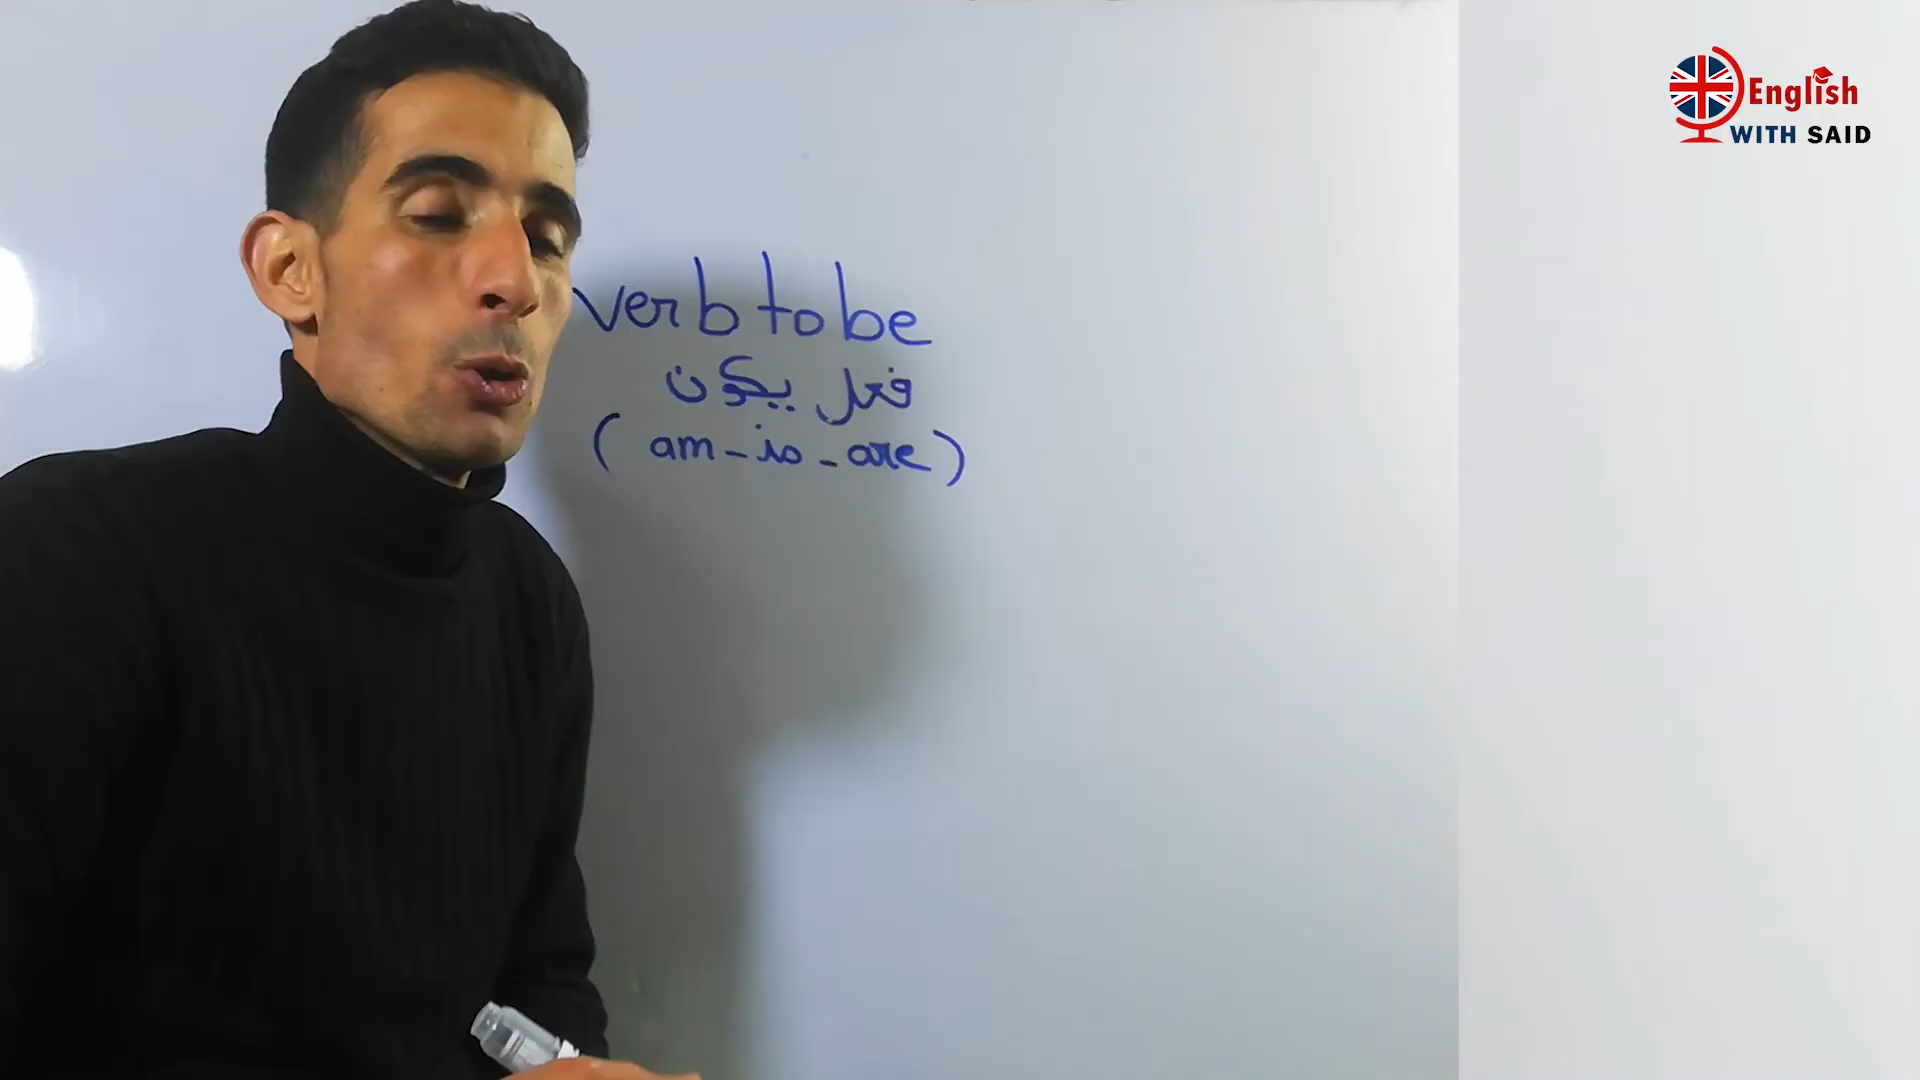 verb to be
فعل يكون
( am - is - are )
English
WITH SAID